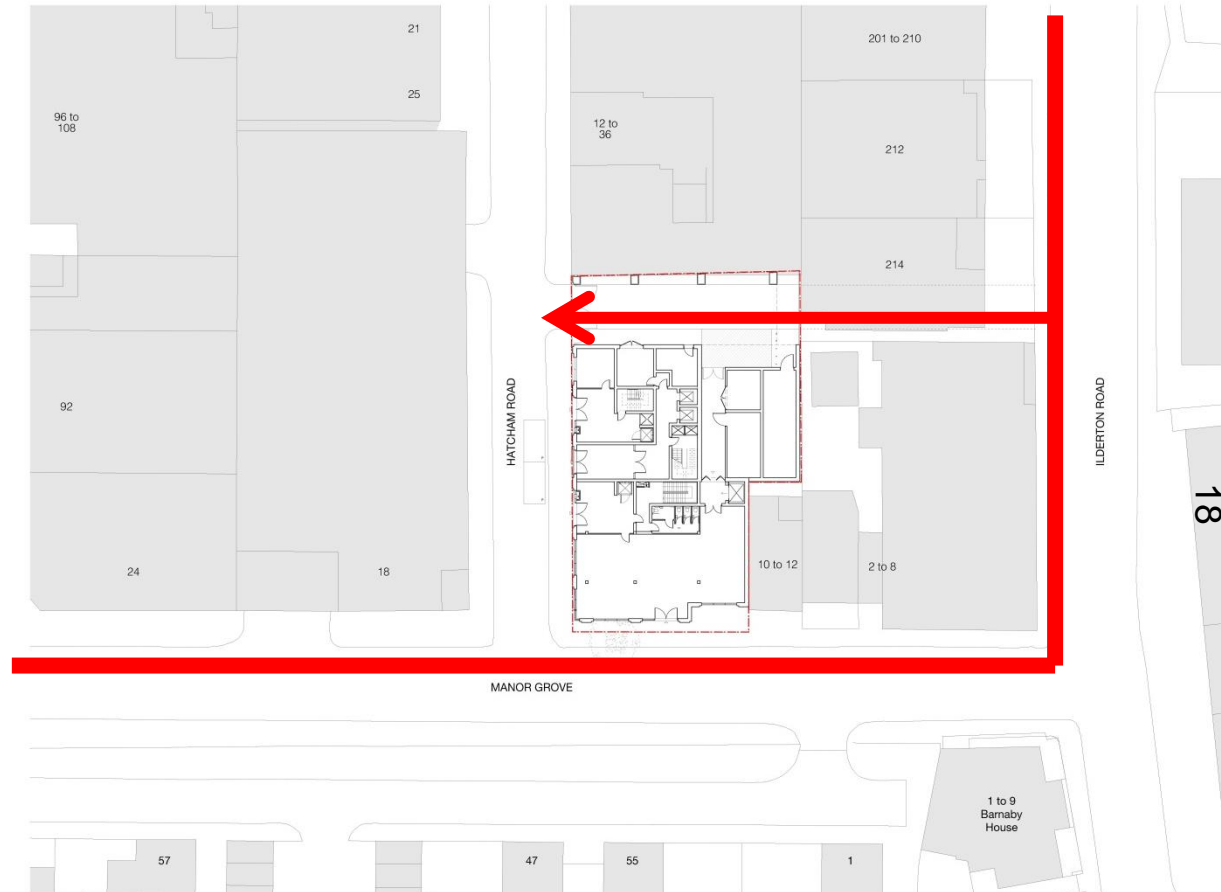 21
201 to 210
25
96 to
108
12 to
36
212
214
HATCHAM ROAD
ILDERTON ROAD
92
18
24
18
10 to 12
2 to 8
MANOR GROVE
1 to 9
Barnaby
House
57
47
55
1